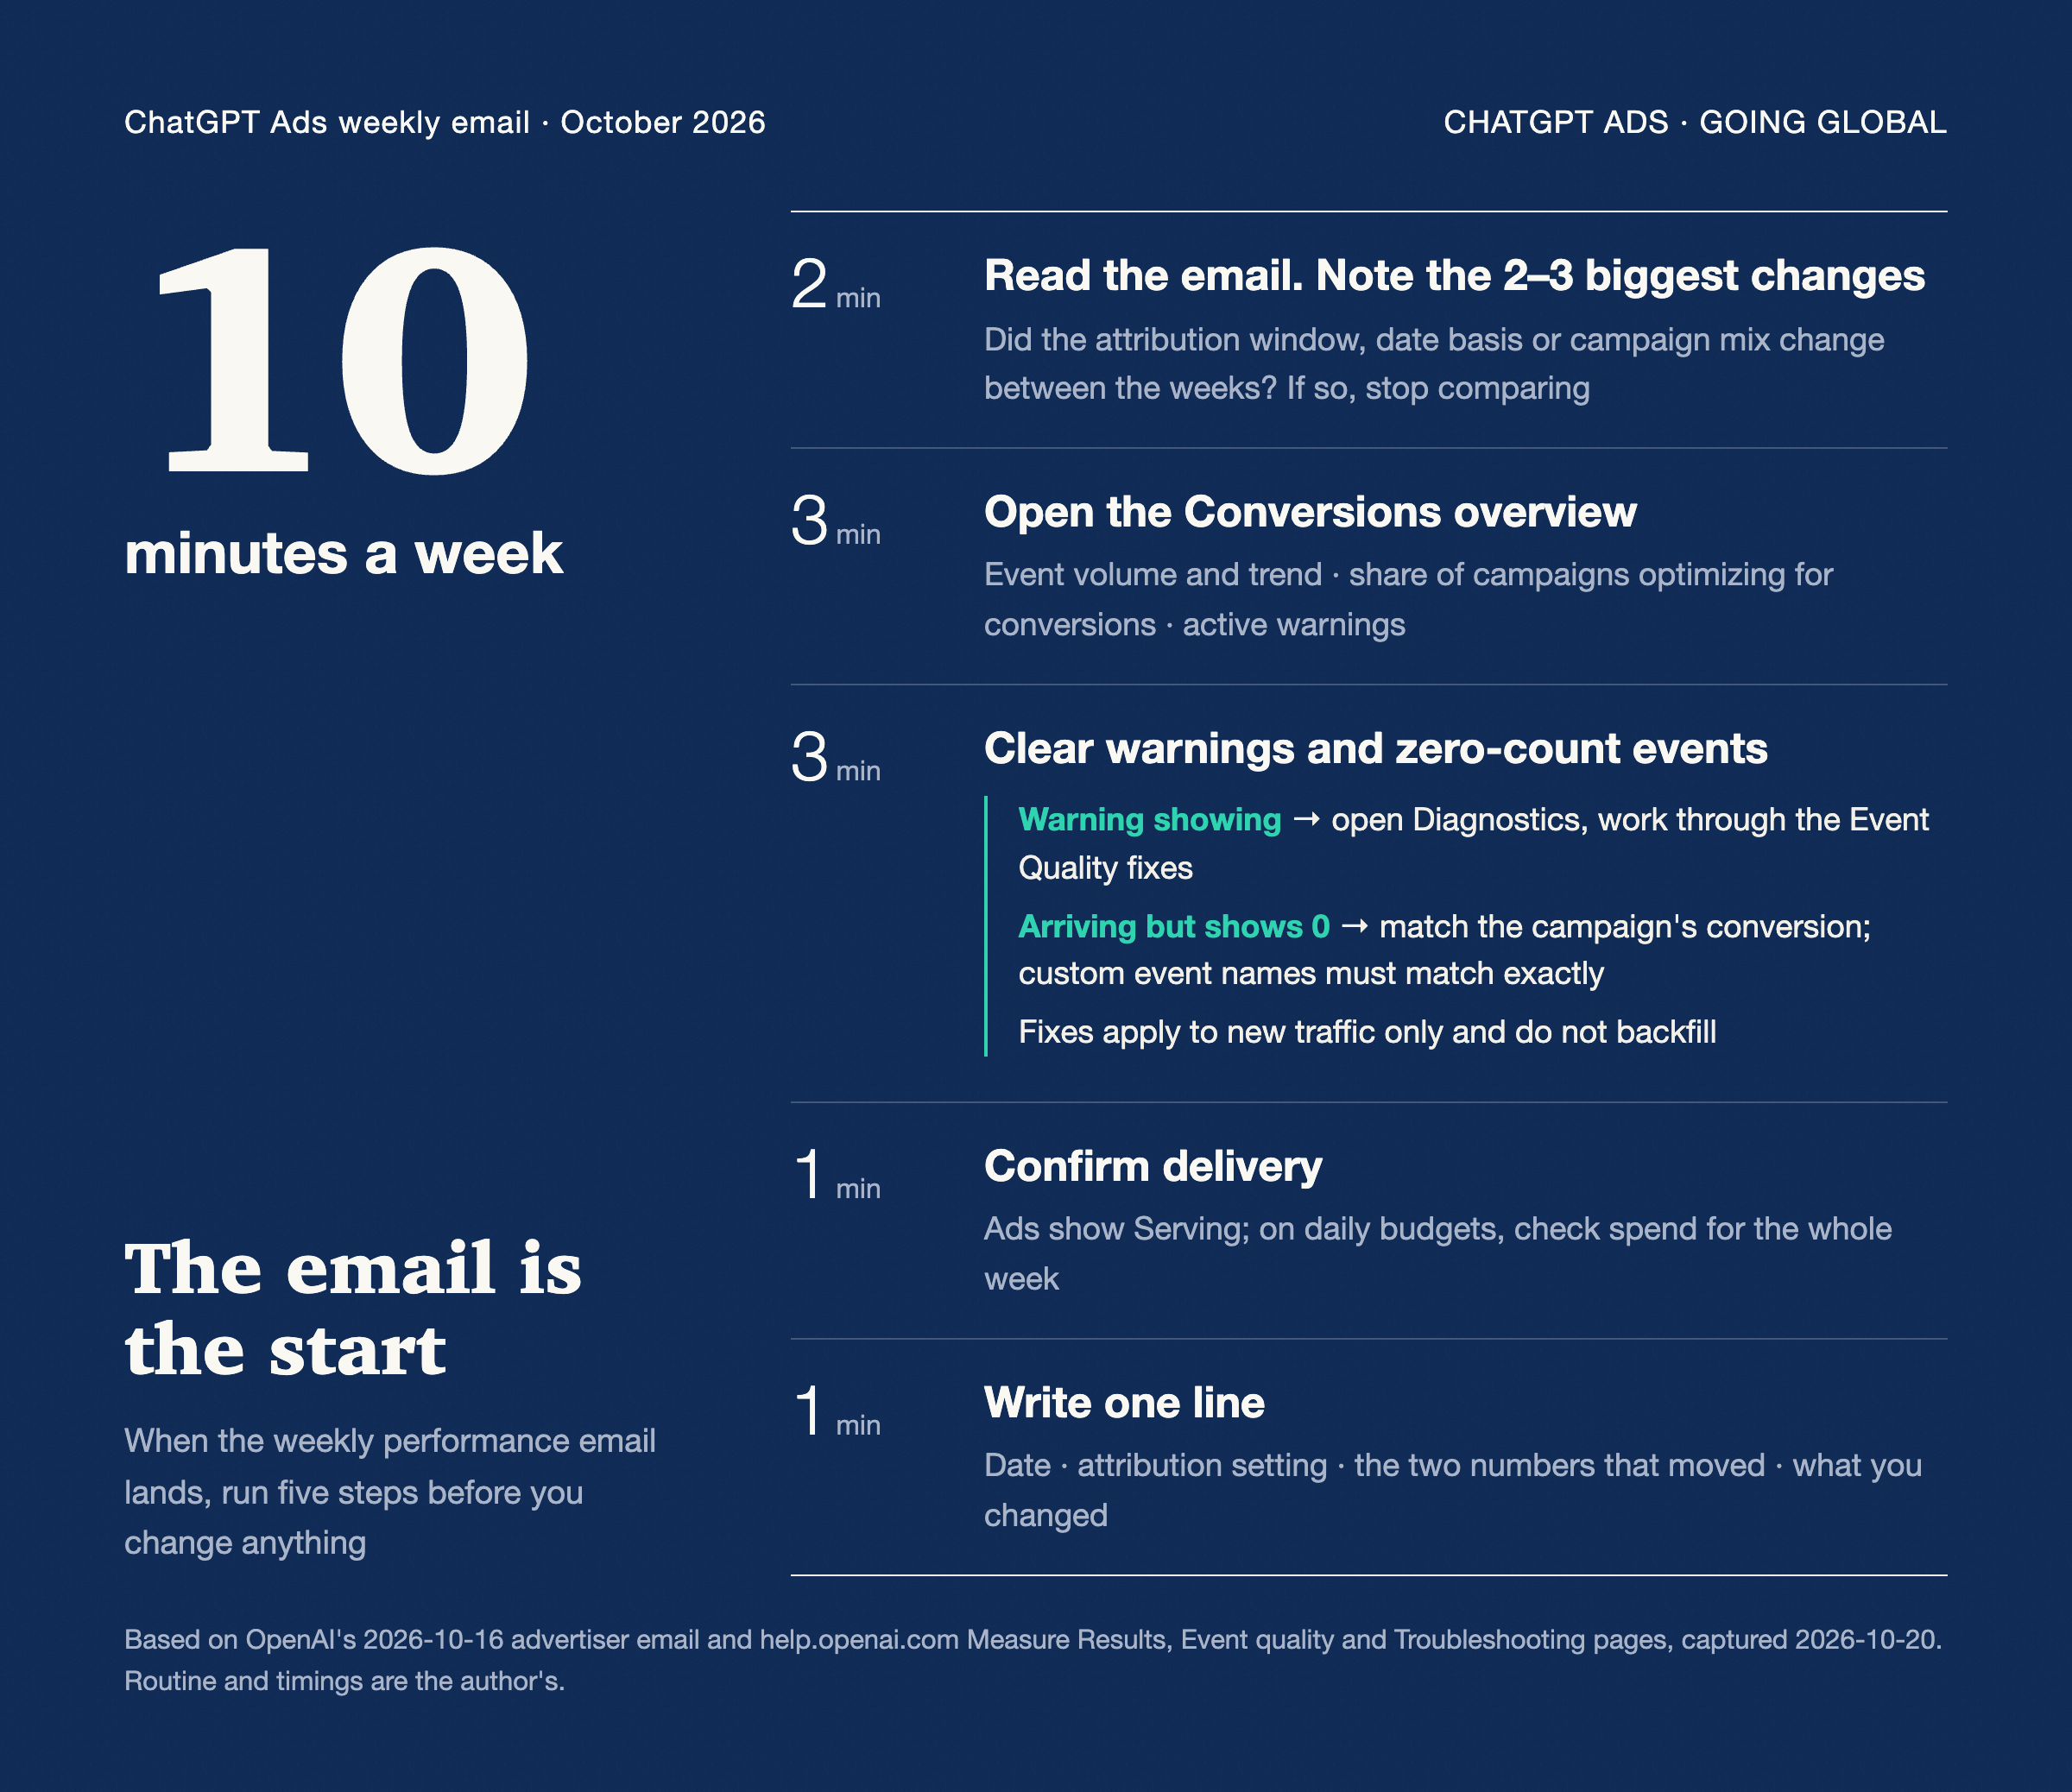 ChatGPT Ads weekly email · October 2026
CHATGPT ADS · GOING GLOBAL
10
minutes a week
The email is
the start
When the weekly performance email
lands, run five steps before you
change anything
2 min
Read the email. Note the 2–3 biggest changes
Did the attribution window, date basis or campaign mix change
between the weeks? If so, stop comparing
3 min
Open the Conversions overview
Event volume and trend · share of campaigns optimizing for
conversions · active warnings
3 min
Clear warnings and zero-count events
Warning showing → open Diagnostics, work through the Event
Quality fixes
Arriving but shows 0 → match the campaign's conversion;
custom event names must match exactly
Fixes apply to new traffic only and do not backfill
1 min
Confirm delivery
Ads show Serving; on daily budgets, check spend for the whole
week
1 min
Write one line
Date · attribution setting · the two numbers that moved · what you
changed
Based on OpenAI's 2026-10-16 advertiser email and help.openai.com Measure Results, Event quality and Troubleshooting pages, captured 2026-10-20.
Routine and timings are the author's.